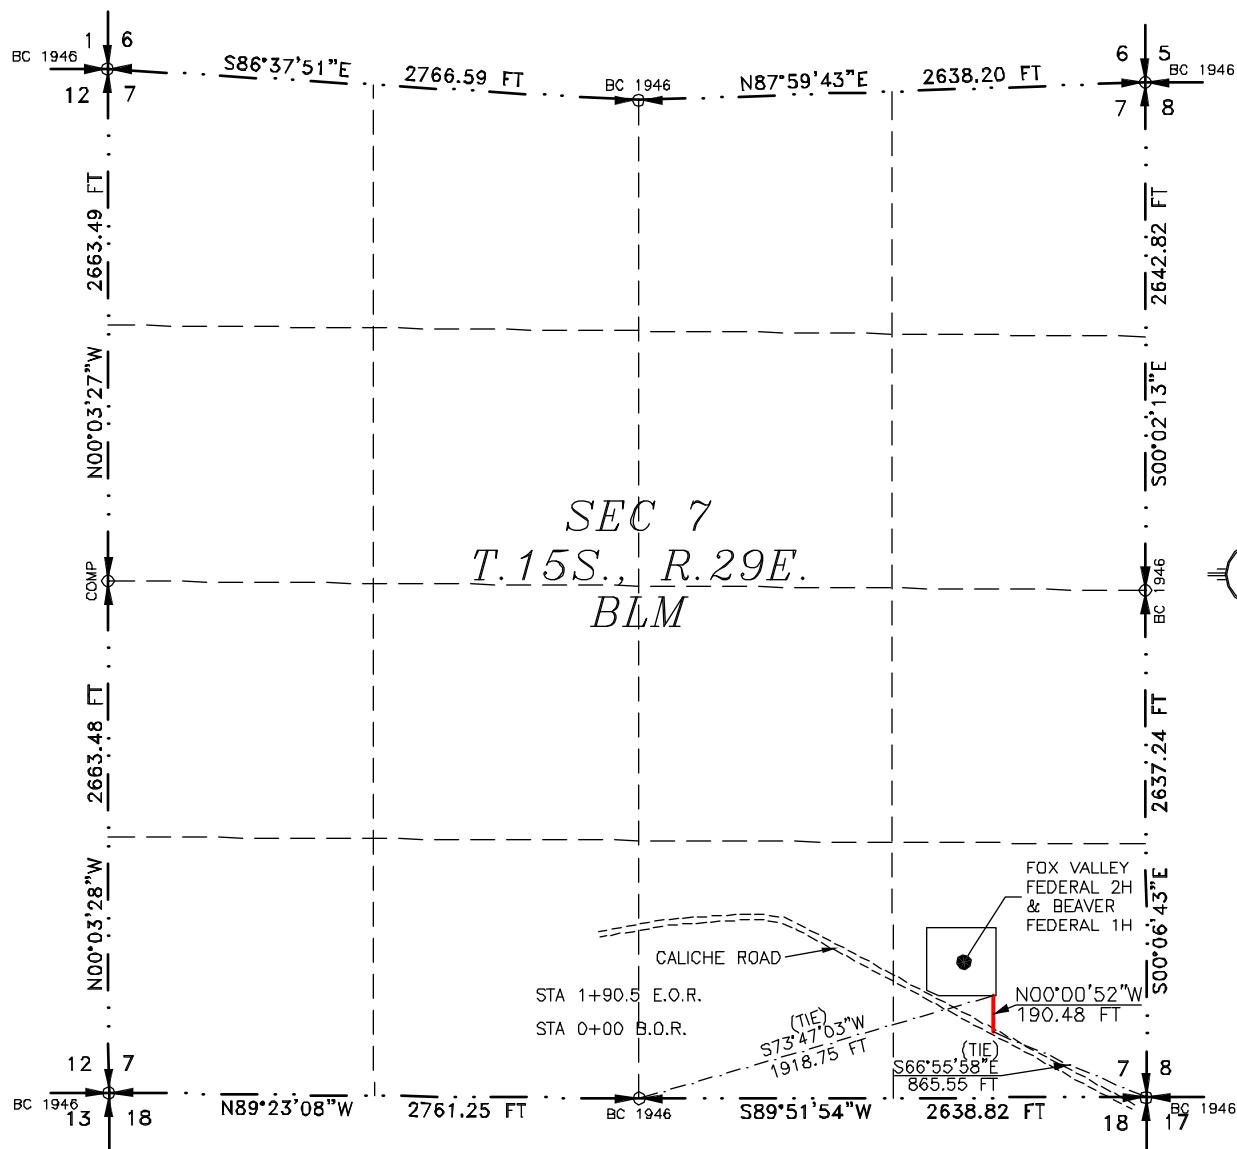 1 6
BC 1946
12 7
S86°37'51"E 2766.59 FT
BC 1946
N87°59'43"E 2638.20 FT
6 5
BC 1946
7 8
2663.49 FT
N00°03'27"W
2642.82 FT
S00°02'13"E
SEC 7
T.15S., R.29E.
BLM
COMP
BC 1946
2663.48 FT
N00°03'28"W
2637.24 FT
S00°06'43"E
FOX VALLEY
FEDERAL 2H
& BEAVER
FEDERAL 1H
CALICHE ROAD
STA 1+90.5 E.O.R.
STA 0+00 B.O.R.
N00°00'52"W
190.48 FT
(TIE)
S73°47'03"W
1918.75 FT
(TIE)
S66°55'58"E
865.55 FT
12 7
BC 1946
13 18
N89°23'08"W 2761.25 FT
BC 1946
S89°51'54"W 2638.82 FT
7 8
BC 1946
18 17